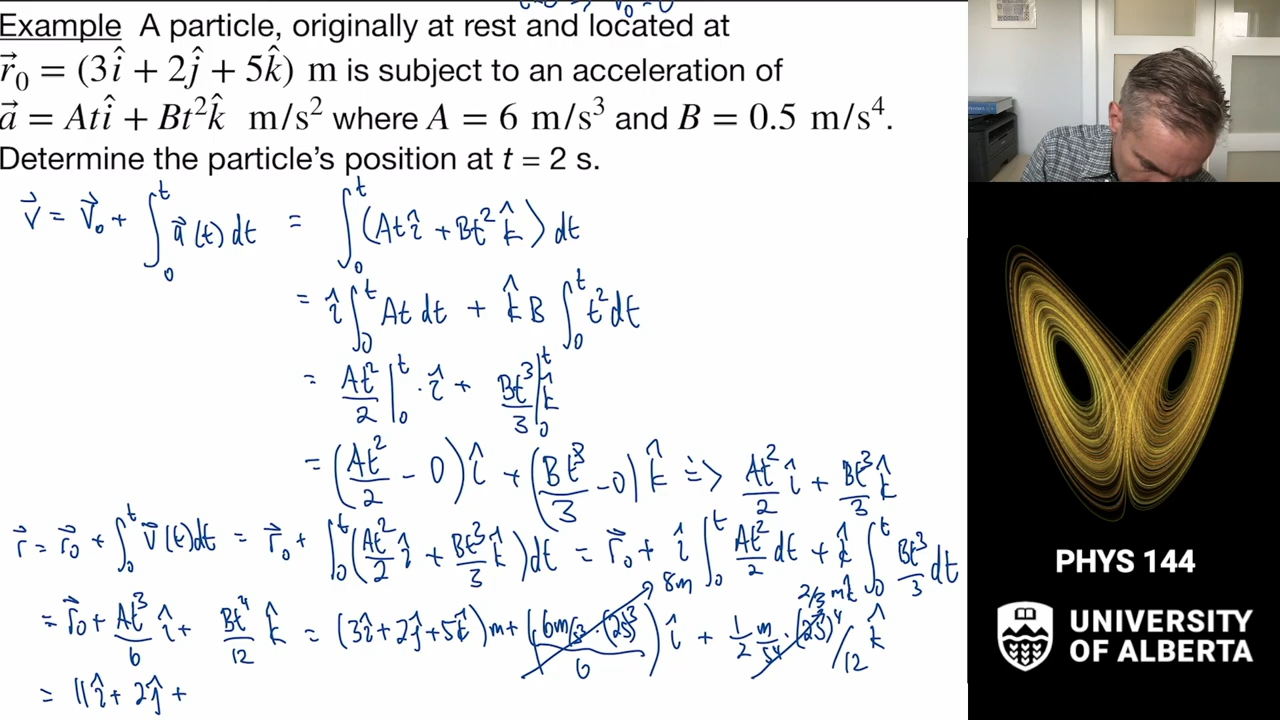 t=0 ⇒ v₀=0
Example A particle, originally at rest and located at
r⃗₀ = (3î + 2ĵ + 5k̂) m is subject to an acceleration of
a⃗ = Atî + Bt²k̂ m/s² where A = 6 m/s³ and B = 0.5 m/s⁴.
Determine the particle's position at t = 2 s.
v⃗ = v⃗₀ + ∫₀ᵗ a⃗(t)dt = ∫₀ᵗ (Atî + Bt²k̂) dt
= î∫₀ᵗ At dt + k̂ B ∫₀ᵗ t²dt
= At²/2 |₀ᵗ · î + Bt³/3 |₀ᵗ k̂
= (At²/2 - 0) î + (Bt³/3 - 0) k̂ ⇒ At²/2 î + Bt³/3 k̂
r⃗ = r⃗₀ + ∫₀ᵗ v⃗(t)dt = r⃗₀ + ∫₀ᵗ (At²/2 î + Bt³/3 k̂)dt = r⃗₀ + î ∫₀ᵗ At²/2 dt + k̂ ∫₀ᵗ Bt³/3 dt
8m 2/3 m k̂
= r⃗₀ + At³/6 î + Bt⁴/12 k̂ = (3î+2ĵ+5k̂)m + (6m/s³·(2s)³/6) î + 1/2 m/s⁴·(2s)⁴/12 k̂
= 11î + 2ĵ +
PHYS 144
UNIVERSITY
OF ALBERTA